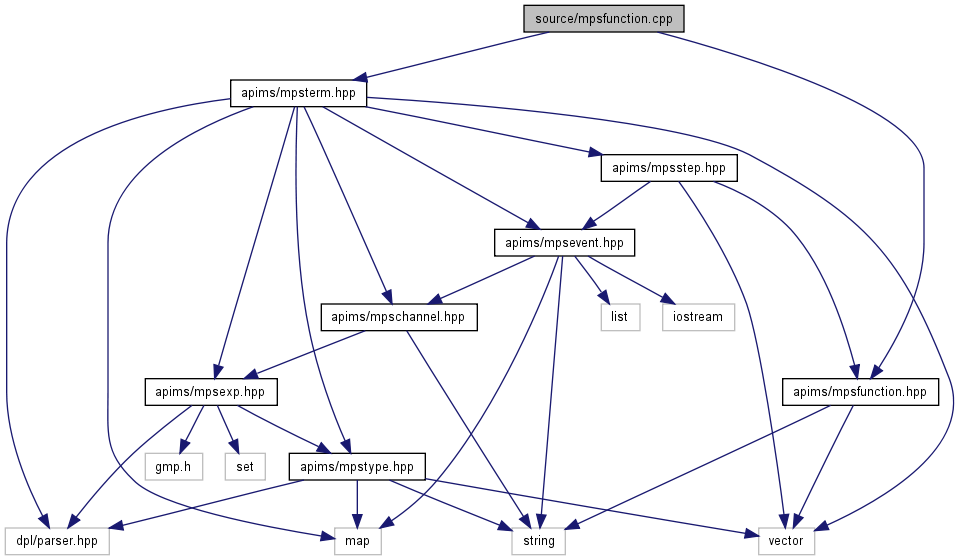 source/mpsfunction.cpp
apims/mpsterm.hpp
apims/mpsstep.hpp
apims/mpsevent.hpp
apims/mpschannel.hpp
list
iostream
apims/mpsexp.hpp
apims/mpsfunction.hpp
gmp.h
set
apims/mpstype.hpp
dpl/parser.hpp
map
string
vector